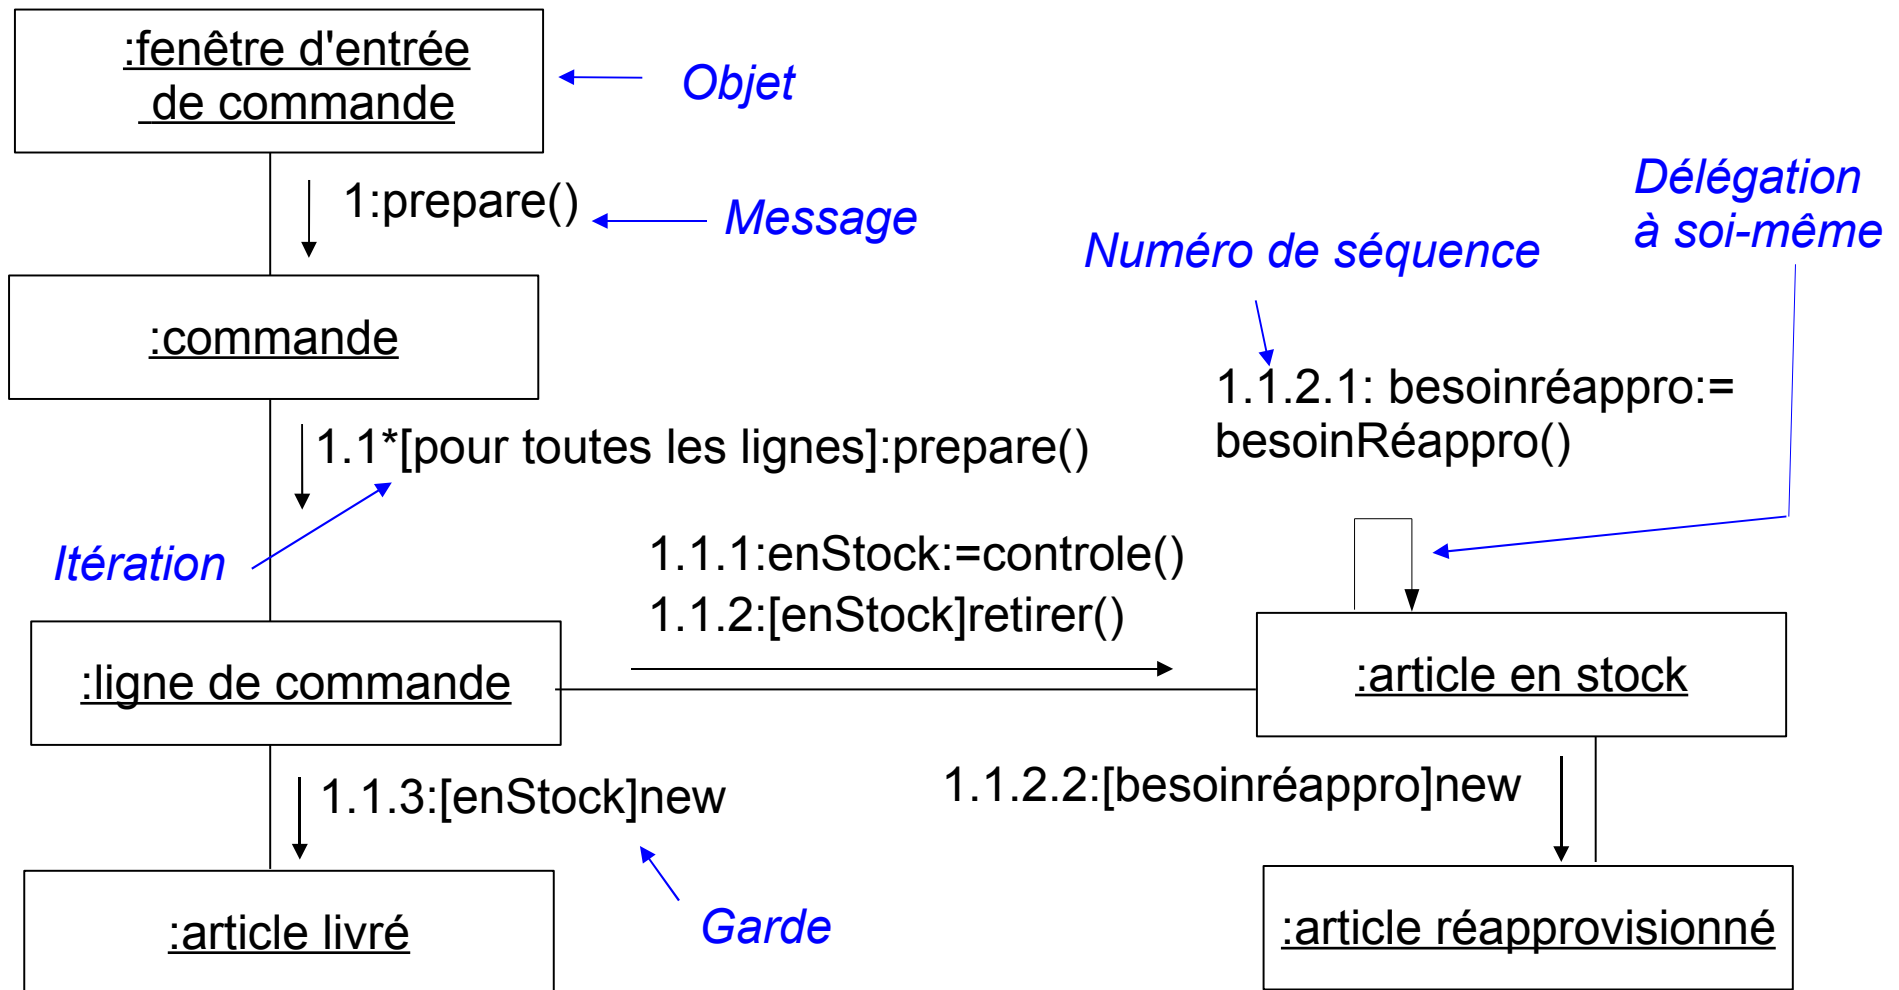 :fenêtre d'entrée
de commande
Objet
1:prepare()
Message
Délégation
à soi-même
Numéro de séquence
:commande
1.1.2.1: besoinréappro:=
besoinRéappro()
1.1*[pour toutes les lignes]:prepare()
Itération
1.1.1:enStock:=controle()
1.1.2:[enStock]retirer()
:ligne de commande
:article en stock
1.1.3:[enStock]new
1.1.2.2:[besoinréappro]new
Garde
:article livré
:article réapprovisionné